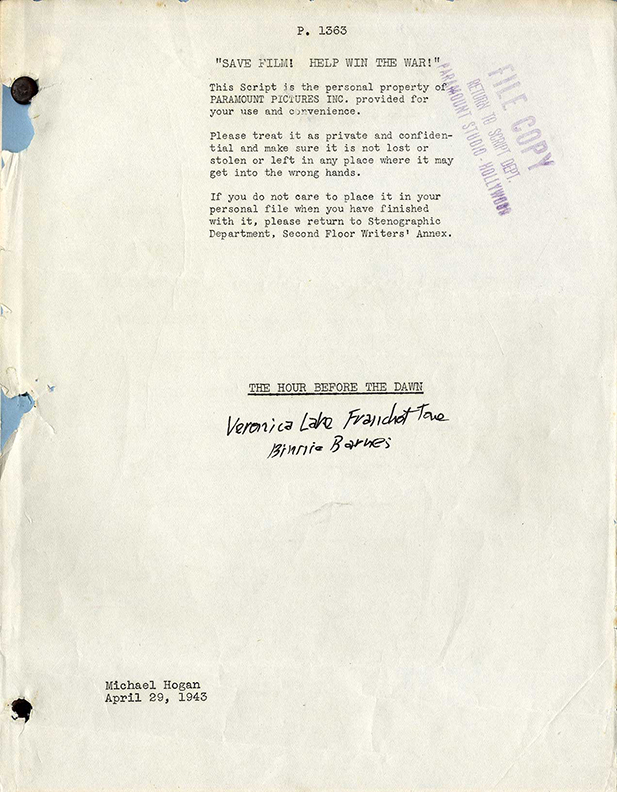 P. 1363
"SAVE FILM! HELP WIN THE WAR!"
This Script is the personal property of
PARAMOUNT PICTURES INC. provided for
your use and convenience.
Please treat it as private and confiden-
tial and make sure it is not lost or
stolen or left in any place where it may
get into the wrong hands.
If you do not care to place it in your
personal file when you have finished
with it, please return to Stenographic
Department, Second Floor Writers' Annex.
FILE COPY
RETURN TO SCRIPT DEPT.
PARAMOUNT STUDIO - HOLLYWOOD
THE HOUR BEFORE THE DAWN
Veronica Lake Franchot Tone
Binnie Barnes
Michael Hogan
April 29, 1943